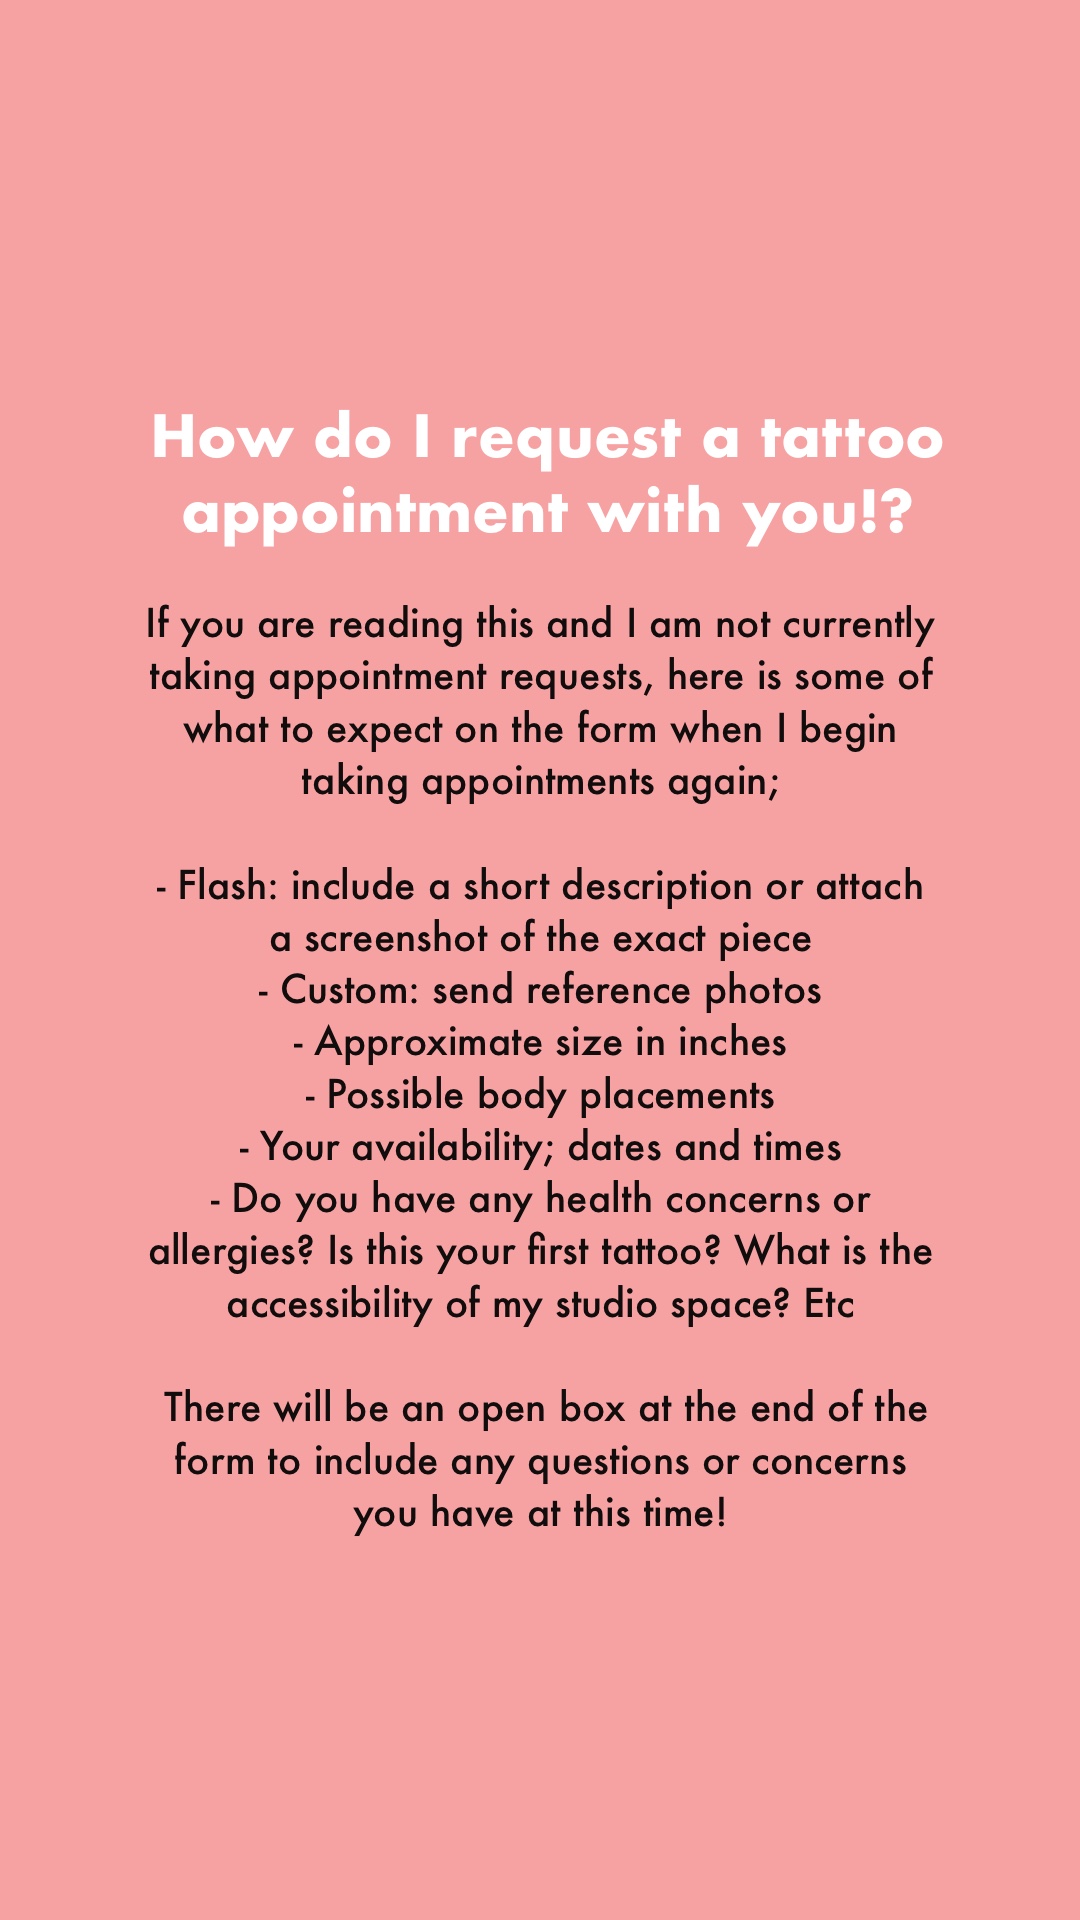 How do I request a tattoo
appointment with you!?
If you are reading this and I am not currently
taking appointment requests, here is some of
what to expect on the form when I begin
taking appointments again;
- Flash: include a short description or attach
a screenshot of the exact piece
- Custom: send reference photos
- Approximate size in inches
- Possible body placements
- Your availability; dates and times
- Do you have any health concerns or
allergies? Is this your first tattoo? What is the
accessibility of my studio space? Etc
There will be an open box at the end of the
form to include any questions or concerns
you have at this time!